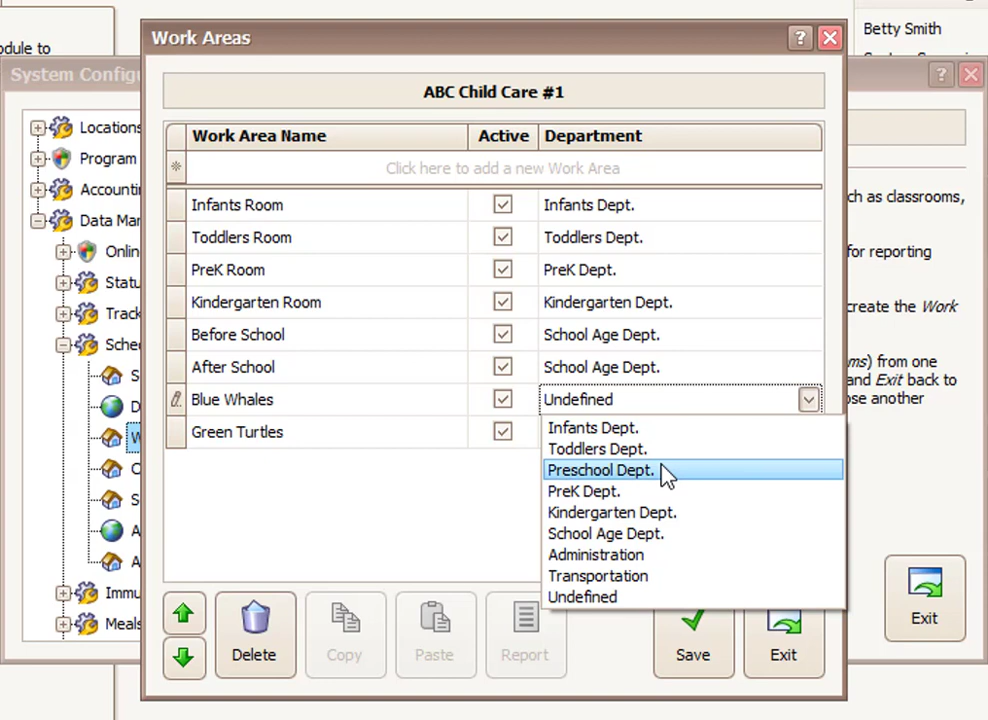 odule to
Betty Smith
System Configu
Work Areas
?
ABC Child Care #1
Work Area Name Active Department
Click here to add a new Work Area
Infants Room Infants Dept.
Toddlers Room Toddlers Dept.
PreK Room PreK Dept.
Kindergarten Room Kindergarten Dept.
Before School School Age Dept.
After School School Age Dept.
Blue Whales Undefined
Green Turtles
Infants Dept.
Toddlers Dept.
Preschool Dept.
PreK Dept.
Kindergarten Dept.
School Age Dept.
Administration
Transportation
Undefined
Delete Copy Paste Report Save Exit
Locations
Program
Accounti
Data Man
Onlin
Statu
Track
Sche
S
D
W
C
S
A
A
Immu
Meals
?
ch as classrooms,
for reporting
create the Work
ms) from one
and Exit back to
ose another
Exit